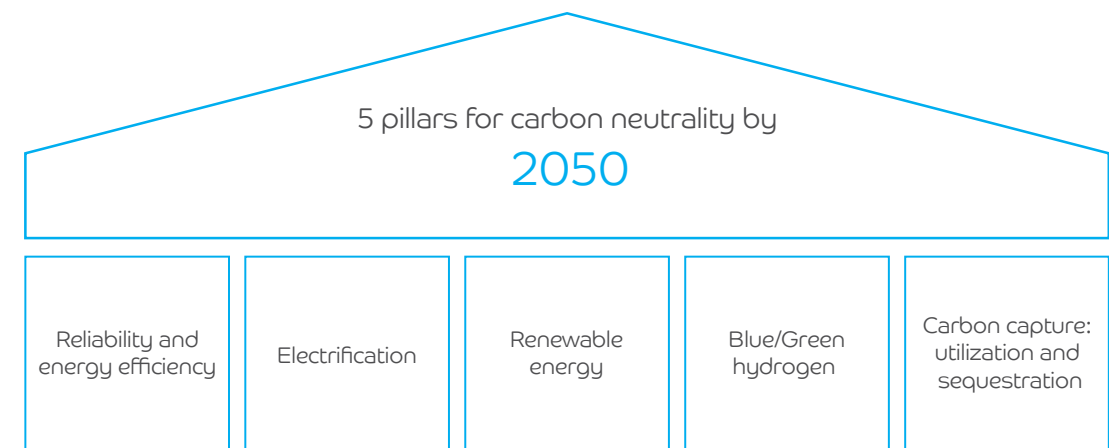 5 pillars for carbon neutrality by
2050
Reliability and
energy efficiency
Electrification
Renewable
energy
Blue/Green
hydrogen
Carbon capture:
utilization and
sequestration